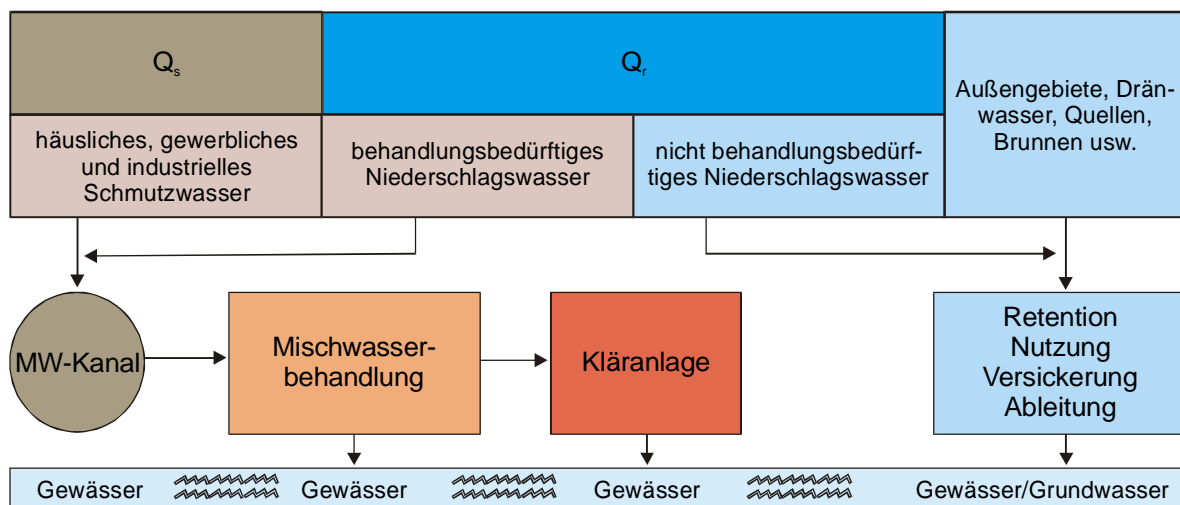 Qs
Qr
Außengebiete, Drän-
wasser, Quellen,
Brunnen usw.
häusliches, gewerbliches
und industrielles
Schmutzwasser
behandlungsbedürftiges
Niederschlagswasser
nicht behandlungsbedürf-
tiges Niederschlagswasser
MW-Kanal
Mischwasser-
behandlung
Kläranlage
Retention
Nutzung
Versickerung
Ableitung
Gewässer
Gewässer
Gewässer
Gewässer/Grundwasser